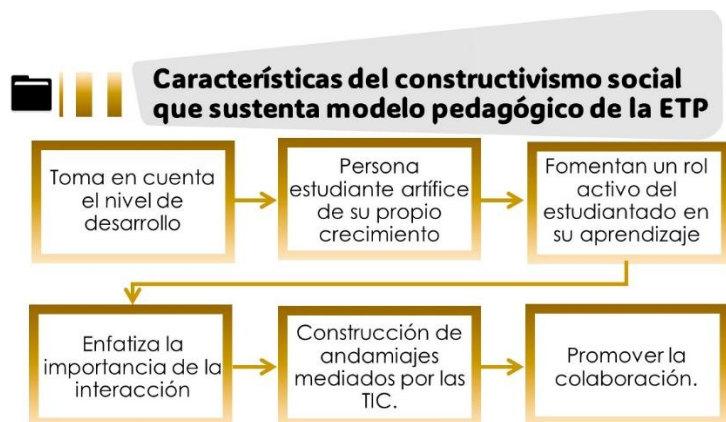 Características del constructivismo social
que sustenta modelo pedagógico de la ETP
Toma en cuenta
el nivel de
desarrollo
Persona
estudiante artífice
de su propio
crecimiento
Fomentan un rol
activo del
estudiantado en
su aprendizaje
Enfatiza la
importancia de la
interacción
Construcción de
andamiajes
mediados por las
TIC.
Promover la
colaboración.